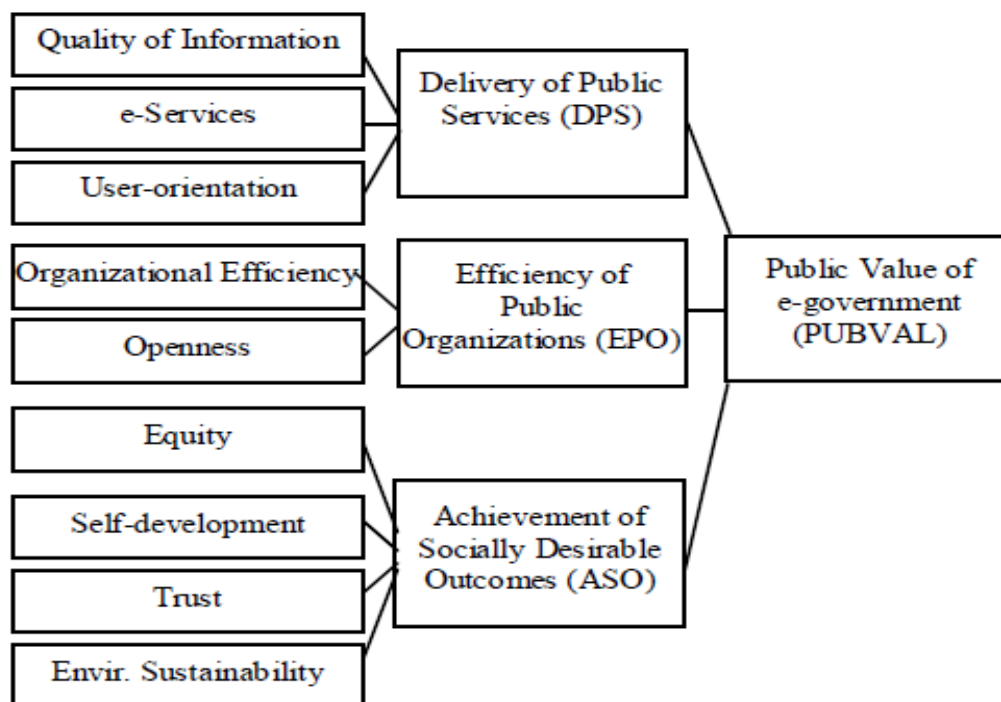 Quality of Information
e-Services
User-orientation
Organizational Efficiency
Openness
Equity
Self-development
Trust
Envir. Sustainability
Delivery of Public
Services (DPS)
Efficiency of
Public
Organizations (EPO)
Achievement of
Socially Desirable
Outcomes (ASO)
Public Value of
e-government
(PUBVAL)